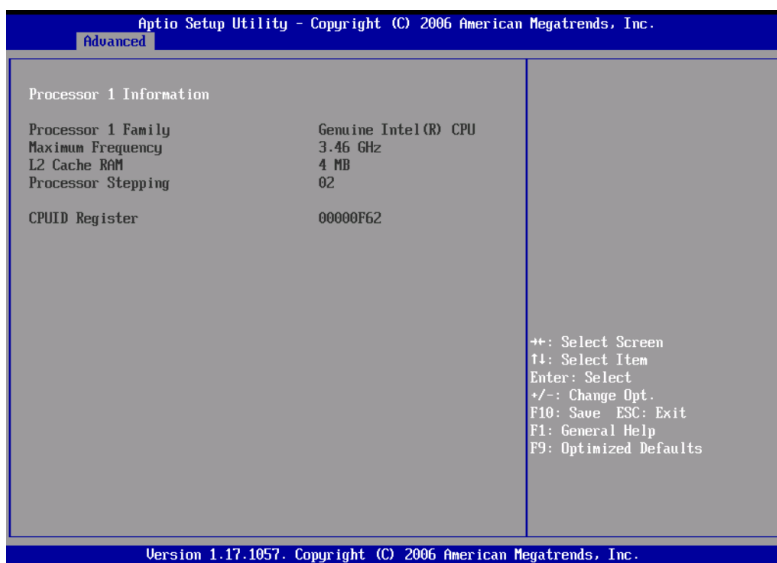 Aptio Setup Utility - Copyright (C) 2006 American Megatrends, Inc.
Advanced
Processor 1 Information
Processor 1 Family Genuine Intel(R) CPU
Maximum Frequency 3.46 GHz
L2 Cache RAM 4 MB
Processor Stepping 02
CPUID Register 00000F62
→←: Select Screen
↑↓: Select Item
Enter: Select
+/-: Change Opt.
F10: Save ESC: Exit
F1: General Help
F9: Optimized Defaults
Version 1.17.1057. Copyright (C) 2006 American Megatrends, Inc.